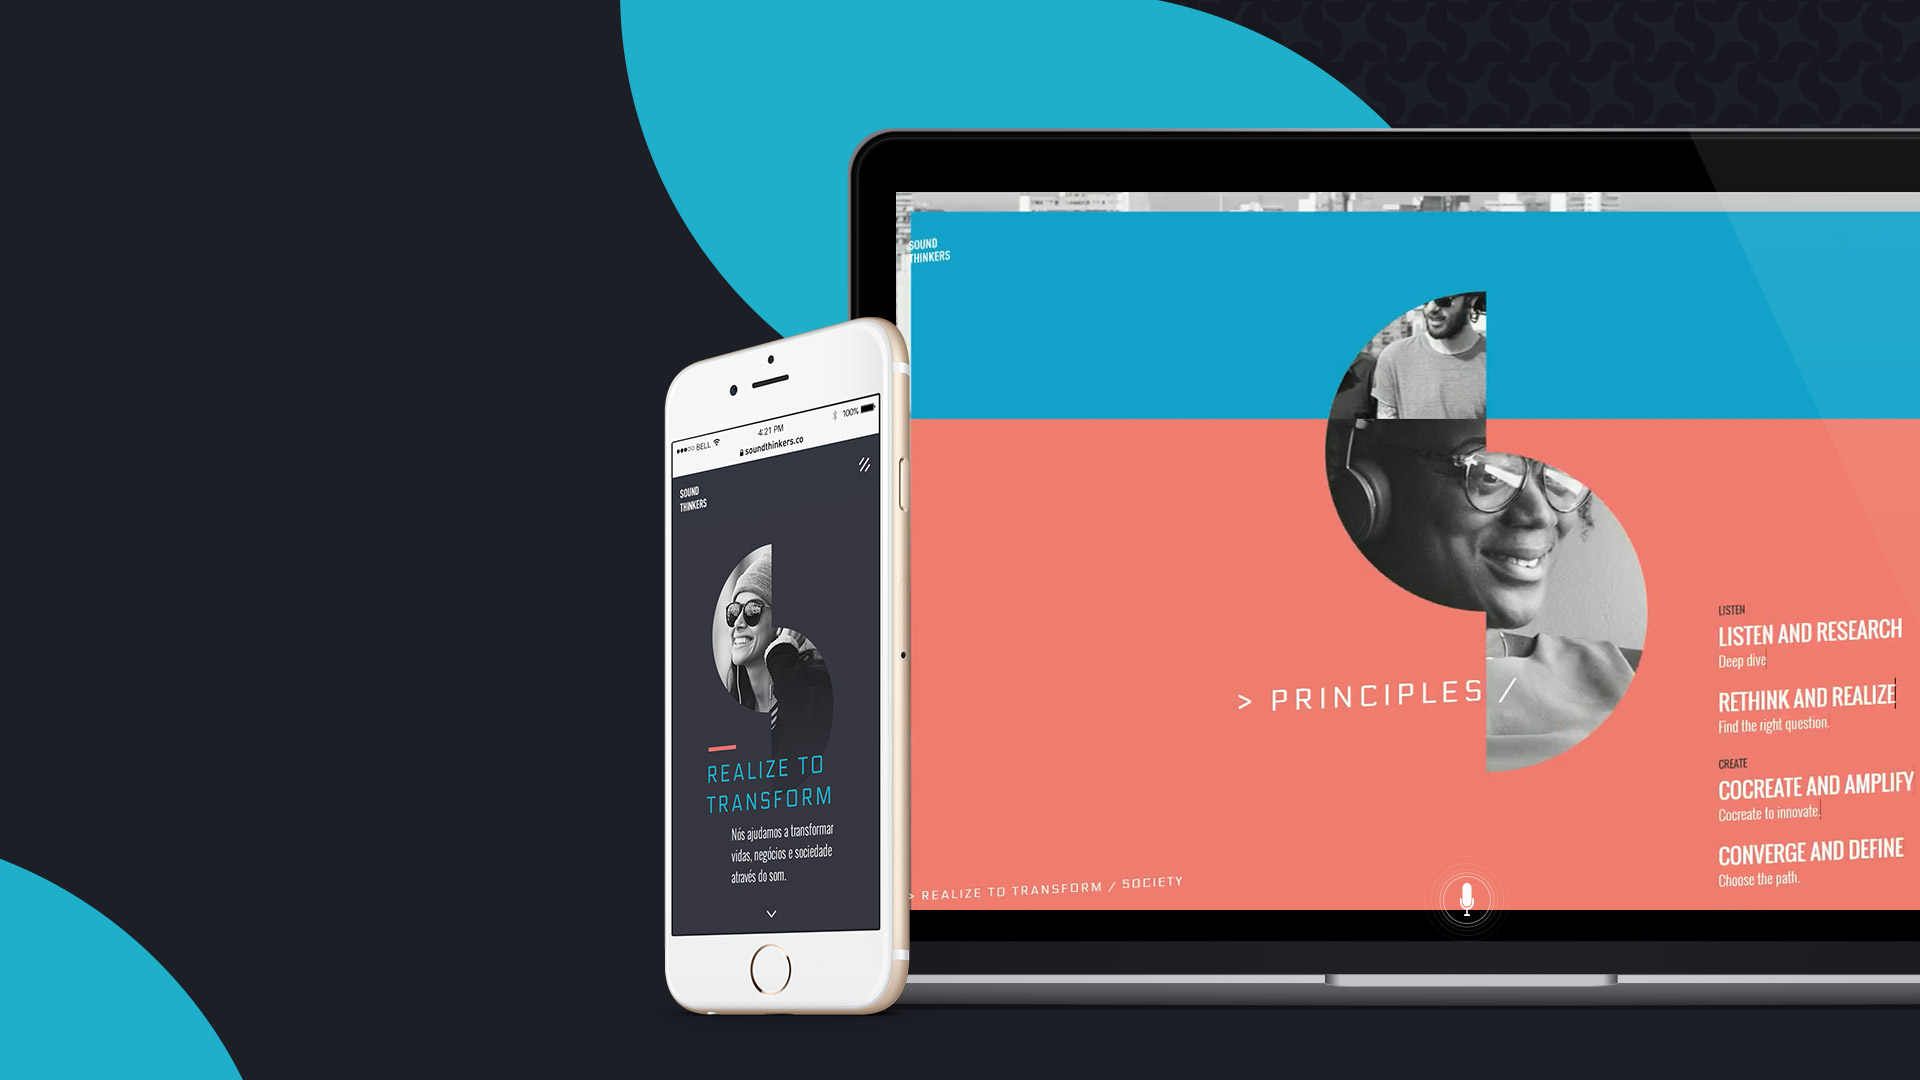 ●●●○○ BELL
4:21 PM
100%
soundthinkers.co
SOUND
THINKERS
REALIZE TO
TRANSFORM
Nós ajudamos a transformar
vidas, negócios e sociedade
através do som.
SOUND
THINKERS
> PRINCIPLES /
LISTEN
LISTEN AND RESEARCH
Deep dive
RETHINK AND REALIZE
Find the right question.
CREATE
COCREATE AND AMPLIFY
Cocreate to innovate.
CONVERGE AND DEFINE
Choose the path.
> REALIZE TO TRANSFORM / SOCIETY